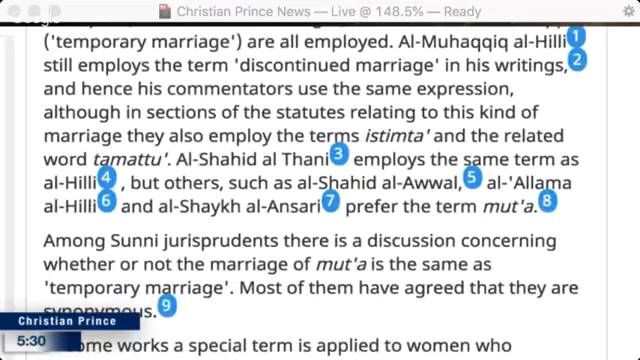 Christian Prince News — Live @ 148.5% — Ready
('temporary marriage') are all employed. Al-Muhaqqiq al-Hilli 1
still employs the term 'discontinued marriage' in his writings, 2
and hence his commentators use the same expression,
although in sections of the statutes relating to this kind of
marriage they also employ the terms istimta' and the related
word tamattu'. Al-Shahid al Thani 3 employs the same term as
al-Hilli 4 , but others, such as al-Shahid al-Awwal, 5 al-'Allama
al-Hilli 6 and al-Shaykh al-Ansari 7 prefer the term mut'a. 8
Among Sunni jurisprudents there is a discussion concerning
whether or not the marriage of mut'a is the same as
'temporary marriage'. Most of them have agreed that they are
synonymous. 9
Christian Prince
5:30
ome works a special term is applied to women who